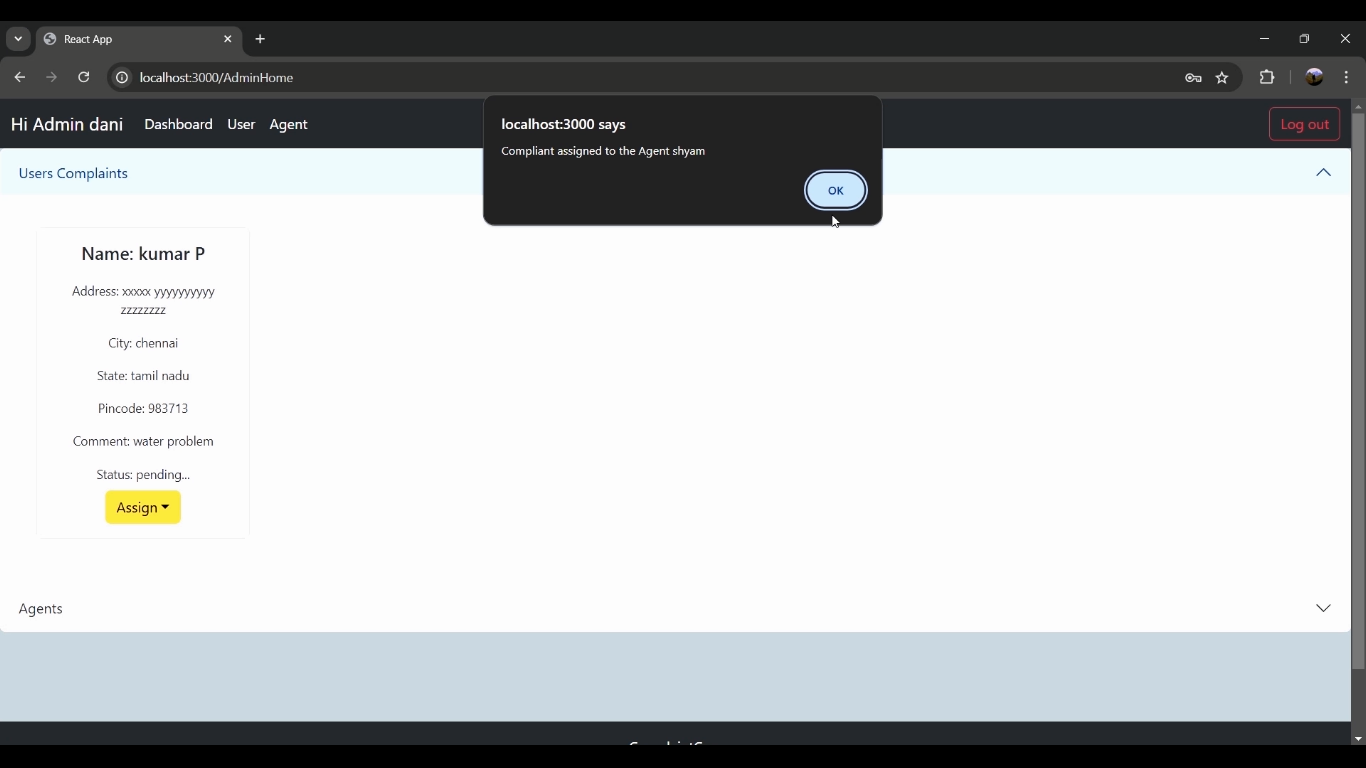 React App
localhost:3000/AdminHome
Hi Admin dani Dashboard User Agent
Log out
localhost:3000 says
Compliant assigned to the Agent shyam
OK
Users Complaints
Name: kumar P
Address: xxxxx yyyyyyyyyy
zzzzzzzz
City: chennai
State: tamil nadu
Pincode: 983713
Comment: water problem
Status: pending...
Assign
Agents